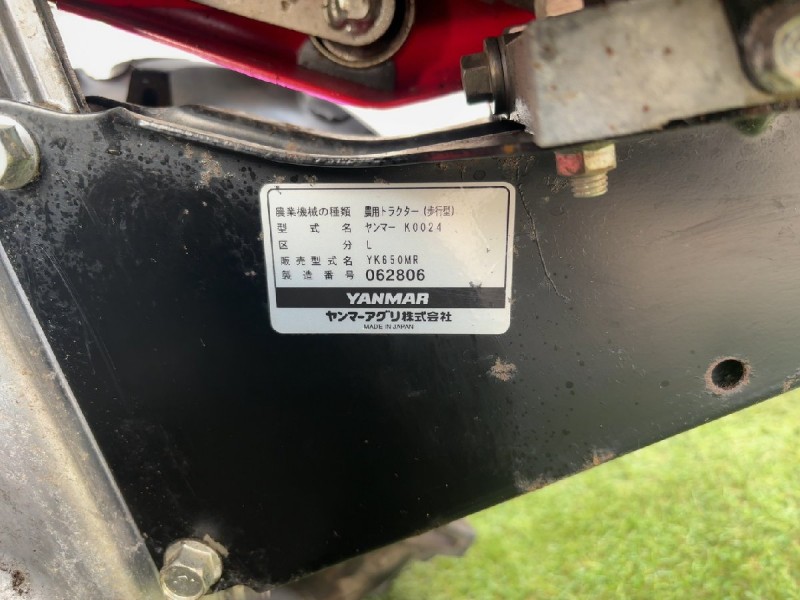 農業機械の種類 農用トラクター(歩行型)
型式名 ヤンマー K0024
区分 L
販売型式名 YK650MR
製造番号 062806
YANMAR
ヤンマーアグリ株式会社
MADE IN JAPAN